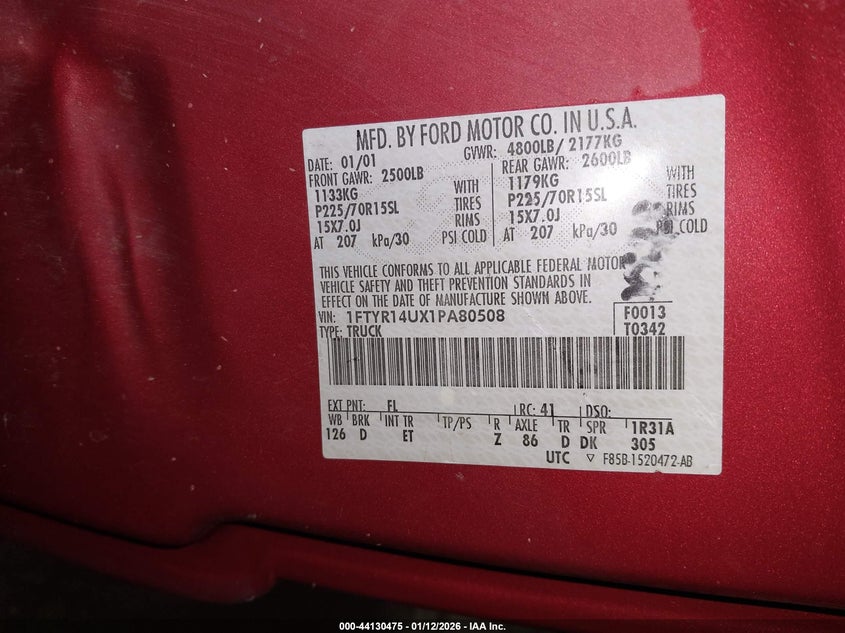 MFD. BY FORD MOTOR CO. IN U.S.A.
DATE: 01/01 GVWR: 4800LB/ 2177KG
FRONT GAWR: 2500LB REAR GAWR: 2600LB
1133KG WITH 1179KG WITH
P225/70R15SL TIRES P225/70R15SL TIRES
15X7.0J RIMS 15X7.0J RIMS
AT 207 kPa/30 PSI COLD AT 207 kPa/30 PSI COLD
THIS VEHICLE CONFORMS TO ALL APPLICABLE FEDERAL MOTOR
VEHICLE SAFETY AND THEFT PREVENTION STANDARDS IN
EFFECT ON THE DATE OF MANUFACTURE SHOWN ABOVE.
VIN: 1FTYR14UX1PA80508 F0013
TYPE: TRUCK T0342
EXT PNT: FL RC: 41 DSO:
WB BRK INT TR TP/PS R AXLE TR SPR 1R31A
126 D ET Z 86 D DK 305
UTC ▽ F85B-1520472-AB
000-44130475 - 01/12/2026 - IAA Inc.